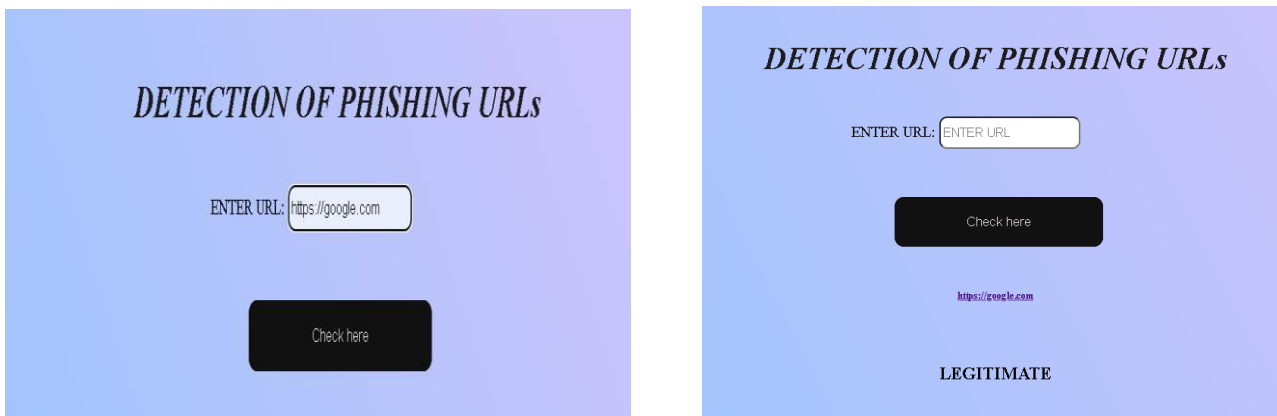 DETECTION OF PHISHING URLs
ENTER URL: https://google.com
Check here
DETECTION OF PHISHING URLs
ENTER URL: ENTER URL
Check here
https://google.com
LEGITIMATE